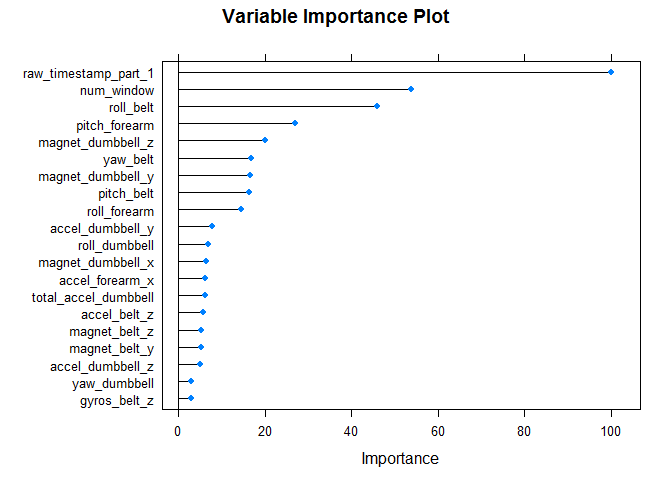 Variable Importance Plot
raw_timestamp_part_1
num_window
roll_belt
pitch_forearm
magnet_dumbbell_z
yaw_belt
magnet_dumbbell_y
pitch_belt
roll_forearm
accel_dumbbell_y
roll_dumbbell
magnet_dumbbell_x
accel_forearm_x
total_accel_dumbbell
accel_belt_z
magnet_belt_z
magnet_belt_y
accel_dumbbell_z
yaw_dumbbell
gyros_belt_z
0 20 40 60 80 100
Importance